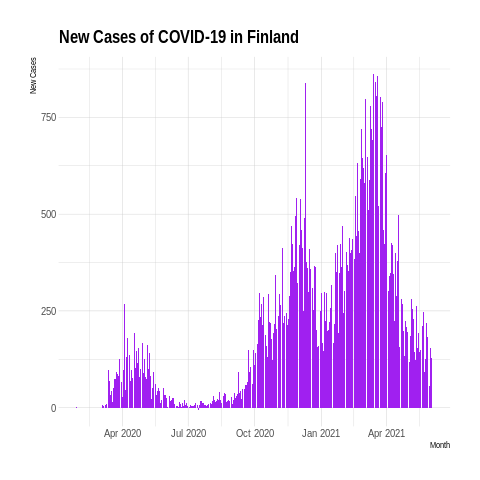 New Cases of COVID-19 in Finland
New Cases
750
500
250
0
Apr 2020 Jul 2020 Oct 2020 Jan 2021 Apr 2021
Month